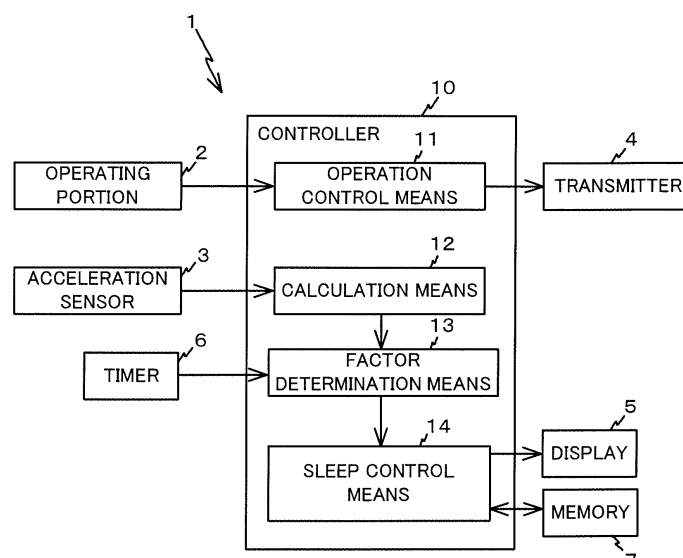 1
10
CONTROLLER
2
OPERATING
PORTION
11
OPERATION
CONTROL MEANS
4
TRANSMITTER
3
ACCELERATION
SENSOR
12
CALCULATION MEANS
6
TIMER
13
FACTOR
DETERMINATION MEANS
14
SLEEP CONTROL
MEANS
5
DISPLAY
MEMORY
7